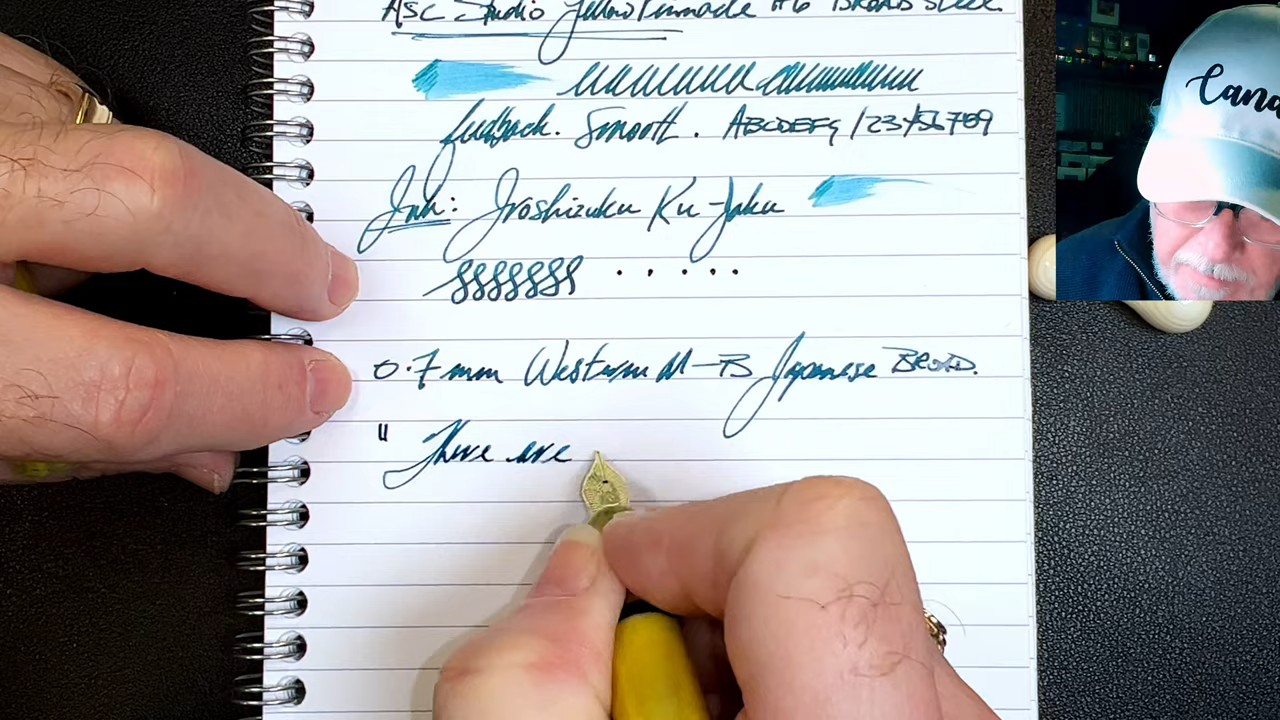 ASC Studio Yellow Pinnacle #6 Broad Steel
feedback. Smooth. ABCDEFG 123456789
Ink: Iroshizuku Ku-Jaku
0.7mm Western M-B Japanese Broad.
" There are
Cana